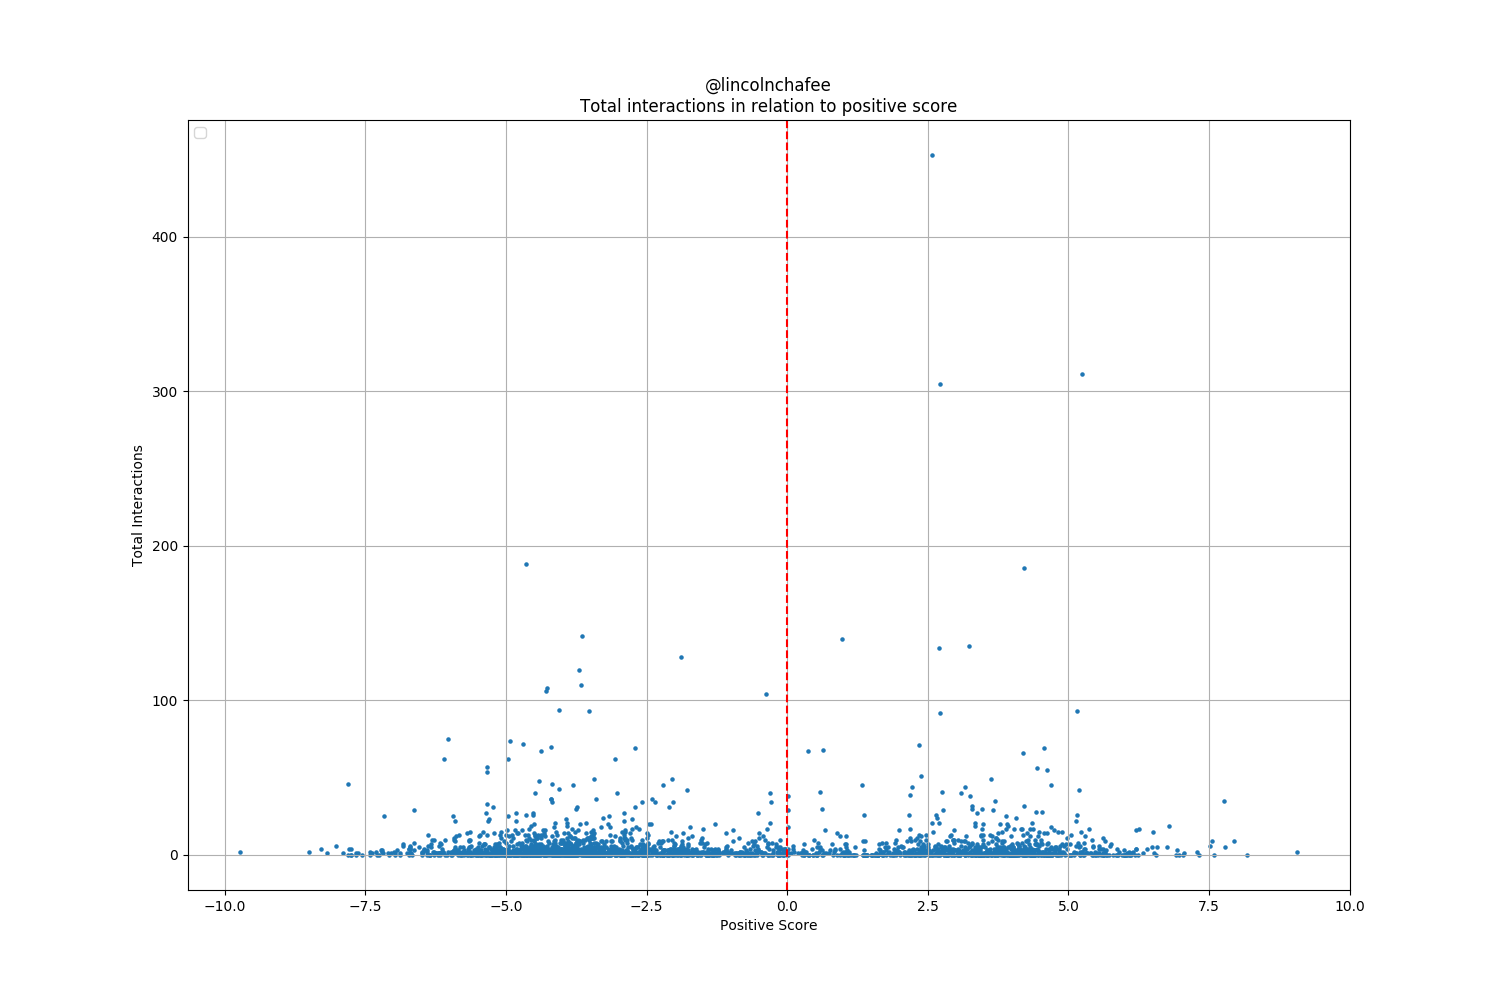 @lincolnchafee
Total interactions in relation to positive score
400
300
200
100
0
Total Interactions
−10.0 −7.5 −5.0 −2.5 0.0 2.5 5.0 7.5 10.0
Positive Score